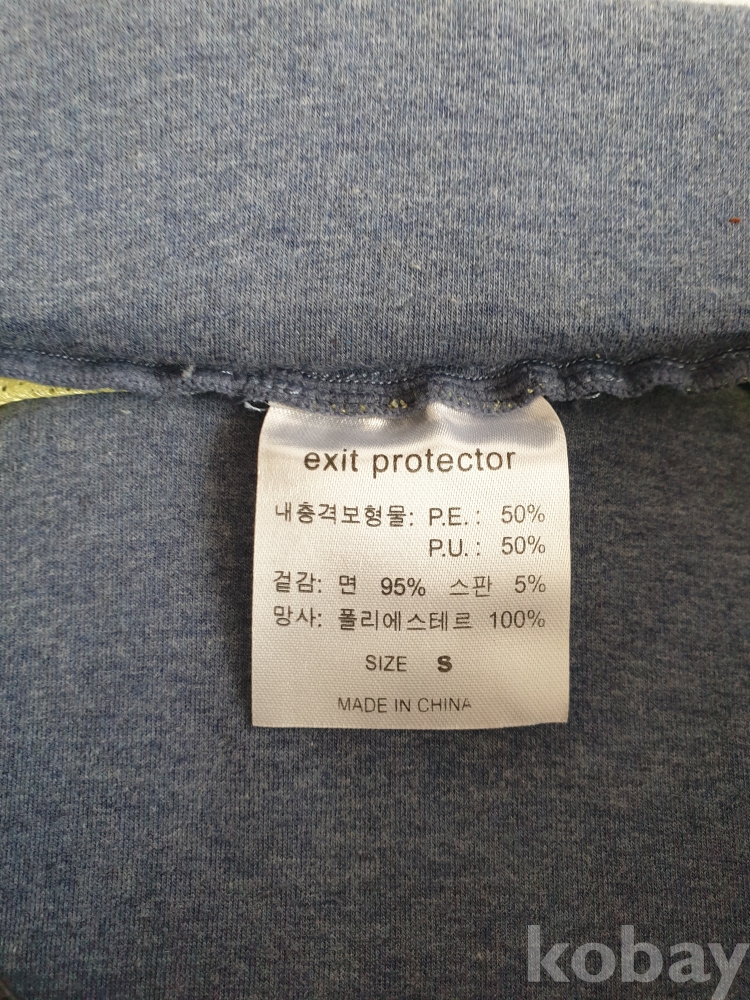 exit protector
내충격보형물: P.E.: 50%
P.U.: 50%
겉감: 면 95% 스판 5%
망사: 폴리에스테르 100%
SIZE S
MADE IN CHINA
kobay